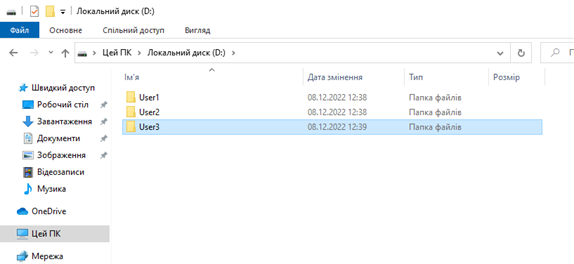 Локальний диск (D:)
Файл Основне Спільний доступ Вигляд
Цей ПК Локальний диск (D:)
Ім'я Дата змінення Тип Розмір
Швидкий доступ
Робочий стіл
Завантаження
Документи
Зображення
Відеозаписи
Музика
OneDrive
Цей ПК
Мережа
User1 08.12.2022 12:38 Папка файлів
User2 08.12.2022 12:38 Папка файлів
User3 08.12.2022 12:39 Папка файлів